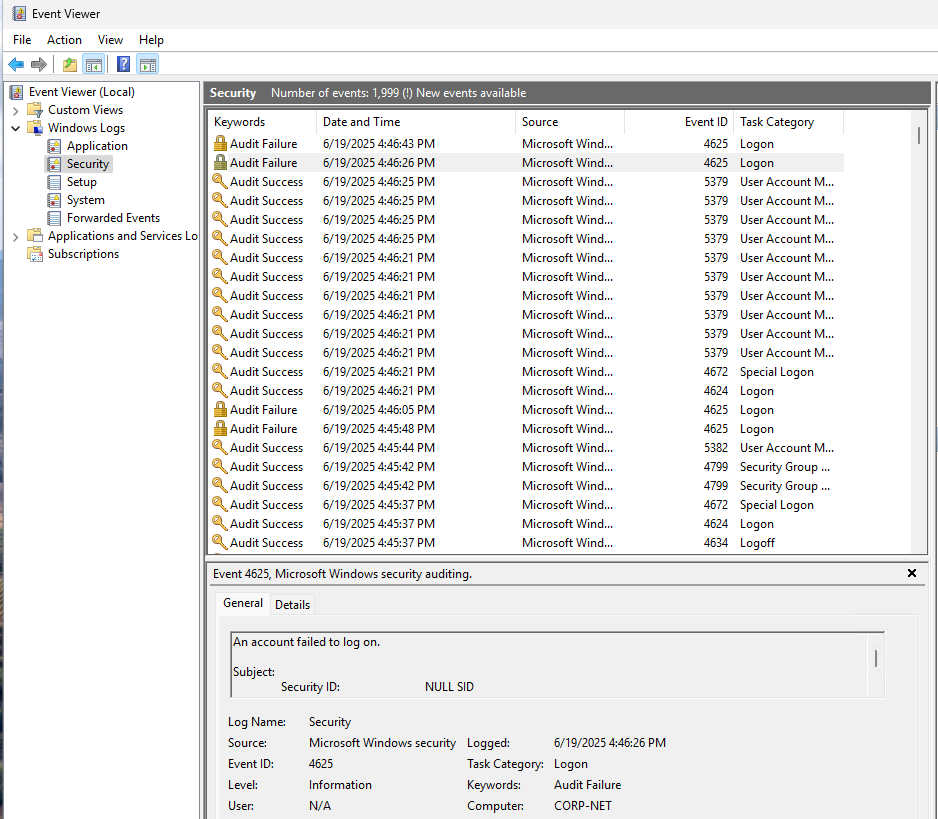 Event Viewer
File Action View Help
Event Viewer (Local)
Custom Views
Windows Logs
Application
Security
Setup
System
Forwarded Events
Applications and Services Lo
Subscriptions
Security Number of events: 1,999 (!) New events available
Keywords Date and Time Source Event ID Task Category
Audit Failure 6/19/2025 4:46:43 PM Microsoft Wind... 4625 Logon
Audit Failure 6/19/2025 4:46:26 PM Microsoft Wind... 4625 Logon
Audit Success 6/19/2025 4:46:25 PM Microsoft Wind... 5379 User Account M...
Audit Success 6/19/2025 4:46:25 PM Microsoft Wind... 5379 User Account M...
Audit Success 6/19/2025 4:46:25 PM Microsoft Wind... 5379 User Account M...
Audit Success 6/19/2025 4:46:25 PM Microsoft Wind... 5379 User Account M...
Audit Success 6/19/2025 4:46:21 PM Microsoft Wind... 5379 User Account M...
Audit Success 6/19/2025 4:46:21 PM Microsoft Wind... 5379 User Account M...
Audit Success 6/19/2025 4:46:21 PM Microsoft Wind... 5379 User Account M...
Audit Success 6/19/2025 4:46:21 PM Microsoft Wind... 5379 User Account M...
Audit Success 6/19/2025 4:46:21 PM Microsoft Wind... 5379 User Account M...
Audit Success 6/19/2025 4:46:21 PM Microsoft Wind... 5379 User Account M...
Audit Success 6/19/2025 4:46:21 PM Microsoft Wind... 4672 Special Logon
Audit Success 6/19/2025 4:46:21 PM Microsoft Wind... 4624 Logon
Audit Failure 6/19/2025 4:46:05 PM Microsoft Wind... 4625 Logon
Audit Failure 6/19/2025 4:45:48 PM Microsoft Wind... 4625 Logon
Audit Success 6/19/2025 4:45:44 PM Microsoft Wind... 5382 User Account M...
Audit Success 6/19/2025 4:45:42 PM Microsoft Wind... 4799 Security Group ...
Audit Success 6/19/2025 4:45:42 PM Microsoft Wind... 4799 Security Group ...
Audit Success 6/19/2025 4:45:37 PM Microsoft Wind... 4672 Special Logon
Audit Success 6/19/2025 4:45:37 PM Microsoft Wind... 4624 Logon
Audit Success 6/19/2025 4:45:37 PM Microsoft Wind... 4634 Logoff
Event 4625, Microsoft Windows security auditing.
General Details
An account failed to log on.
Subject:
Security ID: NULL SID
Log Name: Security
Source: Microsoft Windows security Logged: 6/19/2025 4:46:26 PM
Event ID: 4625 Task Category: Logon
Level: Information Keywords: Audit Failure
User: N/A Computer: CORP-NET